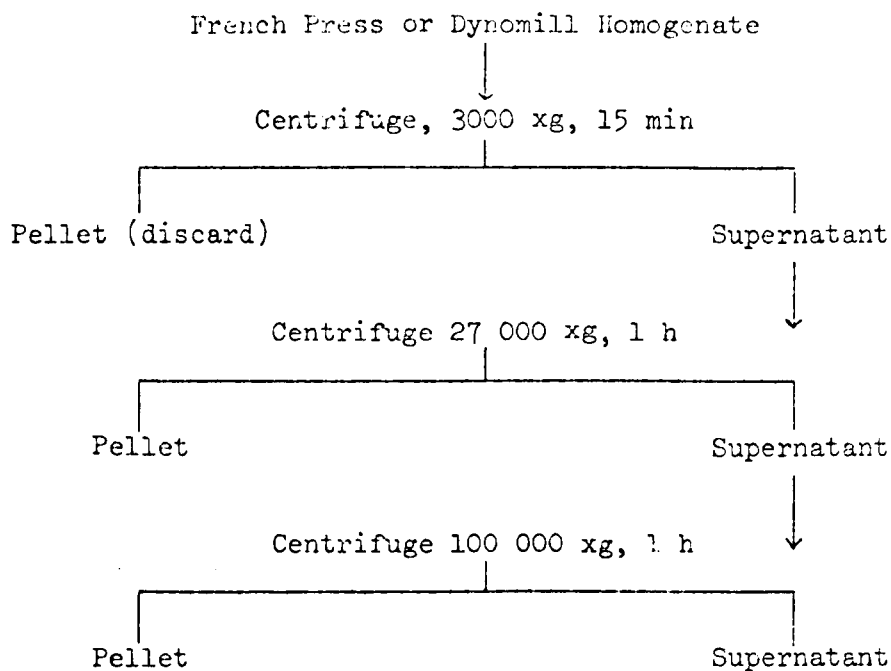 French Press or Dynomill Homogenate
Centrifuge, 3000 xg, 15 min
Pellet (discard) Supernatant
Centrifuge 27 000 xg, 1 h
Pellet Supernatant
Centrifuge 100 000 xg, 1 h
Pellet Supernatant